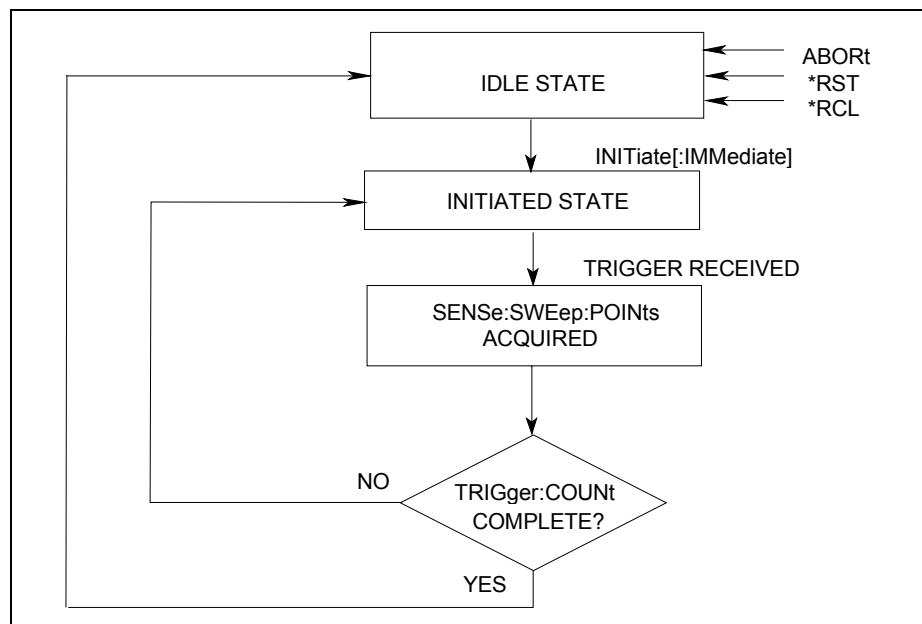 ABORt
*RST
*RCL
IDLE STATE
INITiate[:IMMediate]
INITIATED STATE
TRIGGER RECEIVED
SENSe:SWEep:POINts
ACQUIRED
NO
TRIGger:COUNt
COMPLETE?
YES